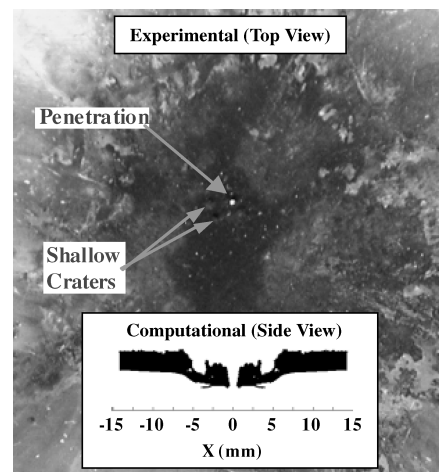 Experimental (Top View)
Penetration
Shallow
Craters
Computational (Side View)
-15 -10 -5 0 5 10 15
X (mm)